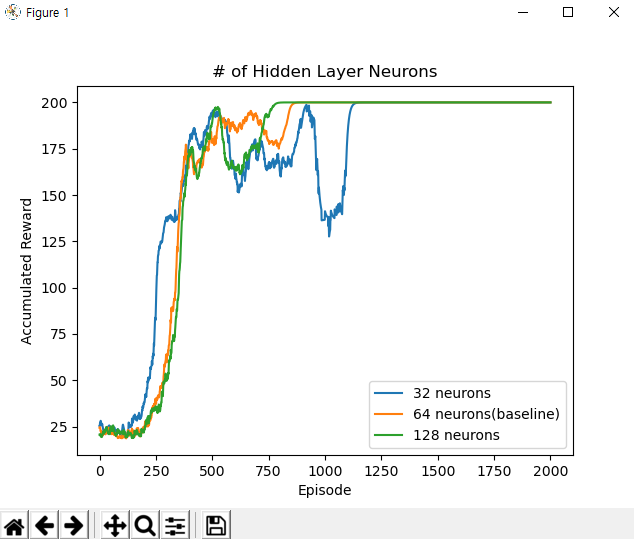 Figure 1
# of Hidden Layer Neurons
200
175
150
125
100
75
50
25
Accumulated Reward
32 neurons
64 neurons(baseline)
128 neurons
0 250 500 750 1000 1250 1500 1750 2000
Episode